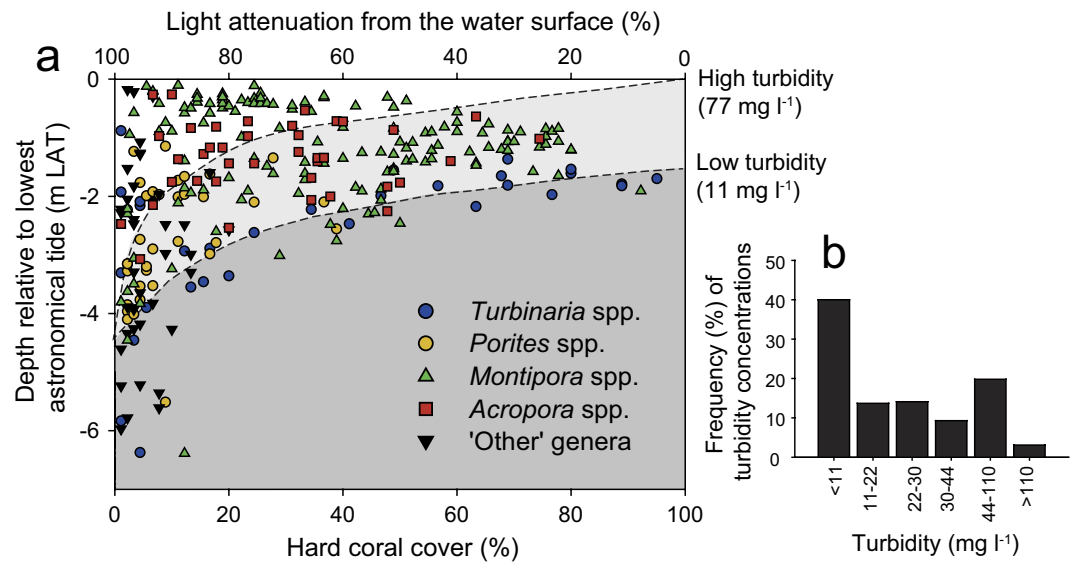 Light attenuation from the water surface (%)
a
100 80 60 40 20 0
0
-2
-4
-6
Depth relative to lowest
astronomical tide (m LAT)
High turbidity
(77 mg l-1)
Low turbidity
(11 mg l-1)
Turbinaria spp.
Porites spp.
Montipora spp.
Acropora spp.
'Other' genera
0 20 40 60 80 100
Hard coral cover (%)
b
Frequency (%) of
turbidity concentrations
50
40
30
20
10
0
<11
11-22
22-30
30-44
44-110
>110
Turbidity (mg l-1)